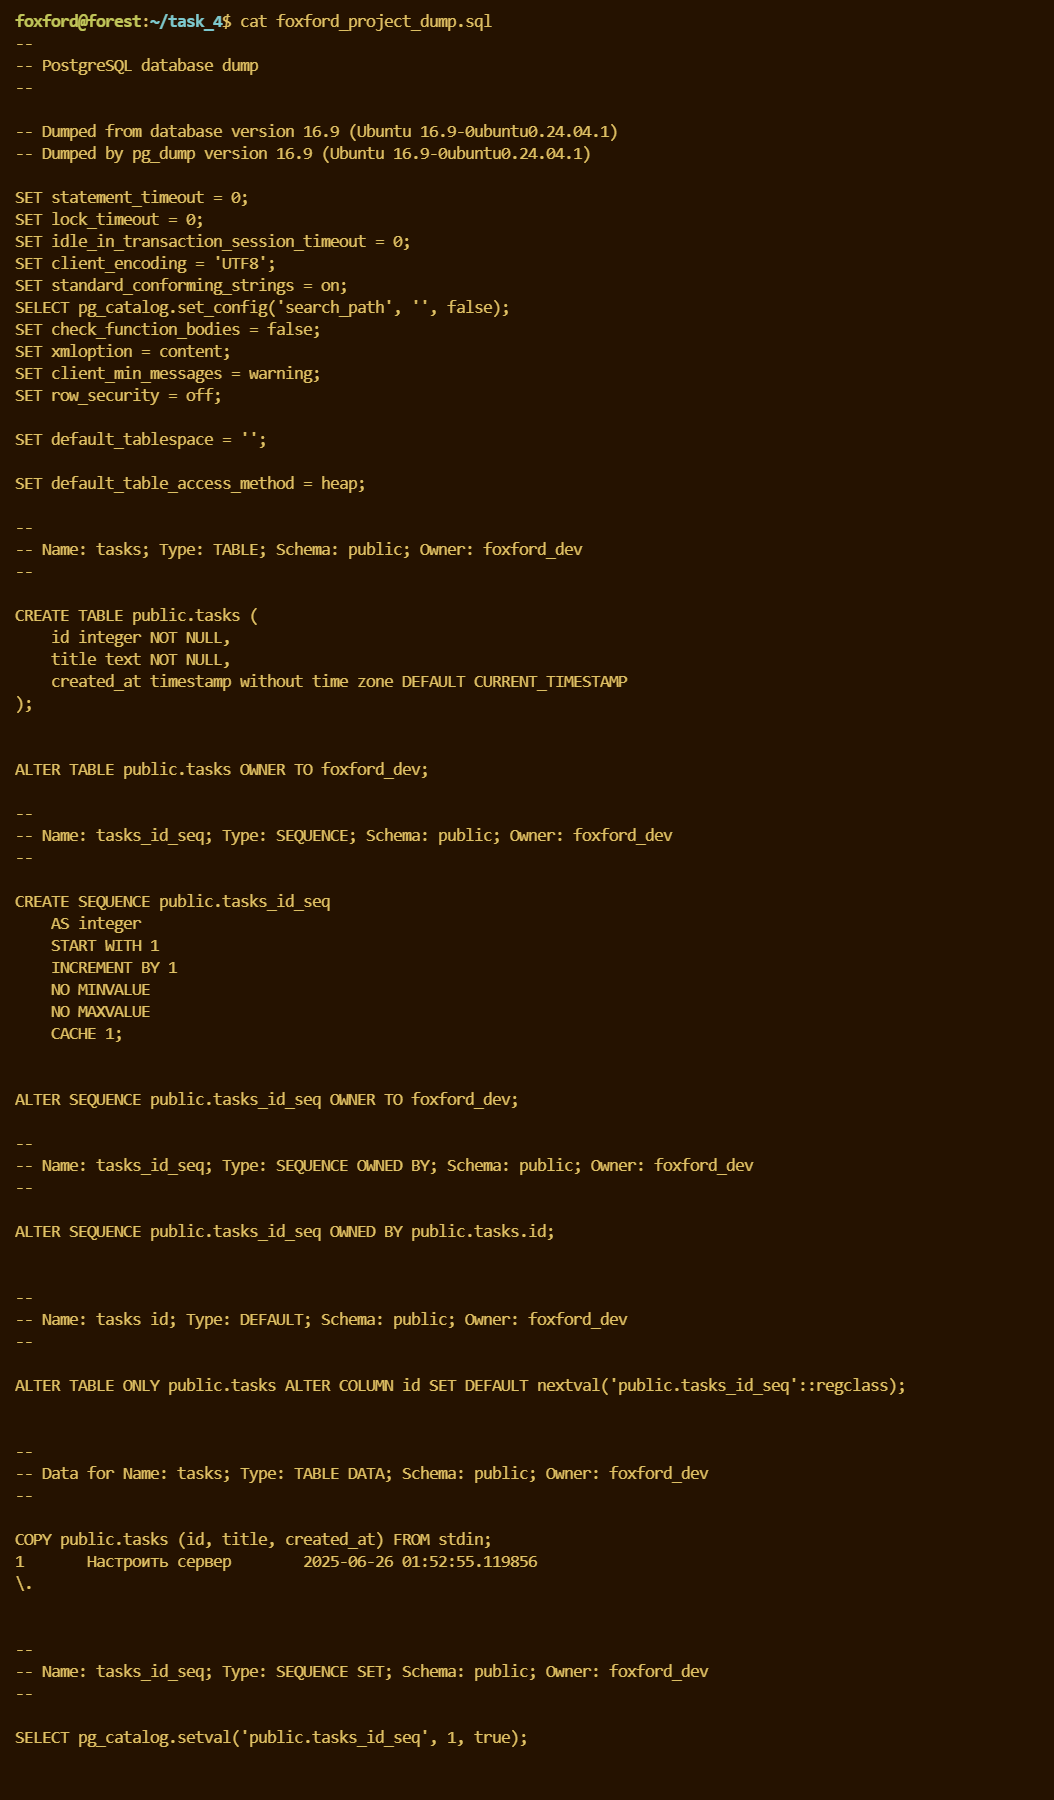 foxford@forest:~/task_4$ cat foxford_project_dump.sql
--
-- PostgreSQL database dump
--
-- Dumped from database version 16.9 (Ubuntu 16.9-0ubuntu0.24.04.1)
-- Dumped by pg_dump version 16.9 (Ubuntu 16.9-0ubuntu0.24.04.1)
SET statement_timeout = 0;
SET lock_timeout = 0;
SET idle_in_transaction_session_timeout = 0;
SET client_encoding = 'UTF8';
SET standard_conforming_strings = on;
SELECT pg_catalog.set_config('search_path', '', false);
SET check_function_bodies = false;
SET xmloption = content;
SET client_min_messages = warning;
SET row_security = off;
SET default_tablespace = '';
SET default_table_access_method = heap;
--
-- Name: tasks; Type: TABLE; Schema: public; Owner: foxford_dev
--
CREATE TABLE public.tasks (
    id integer NOT NULL,
    title text NOT NULL,
    created_at timestamp without time zone DEFAULT CURRENT_TIMESTAMP
);
ALTER TABLE public.tasks OWNER TO foxford_dev;
--
-- Name: tasks_id_seq; Type: SEQUENCE; Schema: public; Owner: foxford_dev
--
CREATE SEQUENCE public.tasks_id_seq
    AS integer
    START WITH 1
    INCREMENT BY 1
    NO MINVALUE
    NO MAXVALUE
    CACHE 1;
ALTER SEQUENCE public.tasks_id_seq OWNER TO foxford_dev;
--
-- Name: tasks_id_seq; Type: SEQUENCE OWNED BY; Schema: public; Owner: foxford_dev
--
ALTER SEQUENCE public.tasks_id_seq OWNED BY public.tasks.id;
--
-- Name: tasks id; Type: DEFAULT; Schema: public; Owner: foxford_dev
--
ALTER TABLE ONLY public.tasks ALTER COLUMN id SET DEFAULT nextval('public.tasks_id_seq'::regclass);
--
-- Data for Name: tasks; Type: TABLE DATA; Schema: public; Owner: foxford_dev
--
COPY public.tasks (id, title, created_at) FROM stdin;
1       Настроить сервер        2025-06-26 01:52:55.119856
\.
--
-- Name: tasks_id_seq; Type: SEQUENCE SET; Schema: public; Owner: foxford_dev
--
SELECT pg_catalog.setval('public.tasks_id_seq', 1, true);